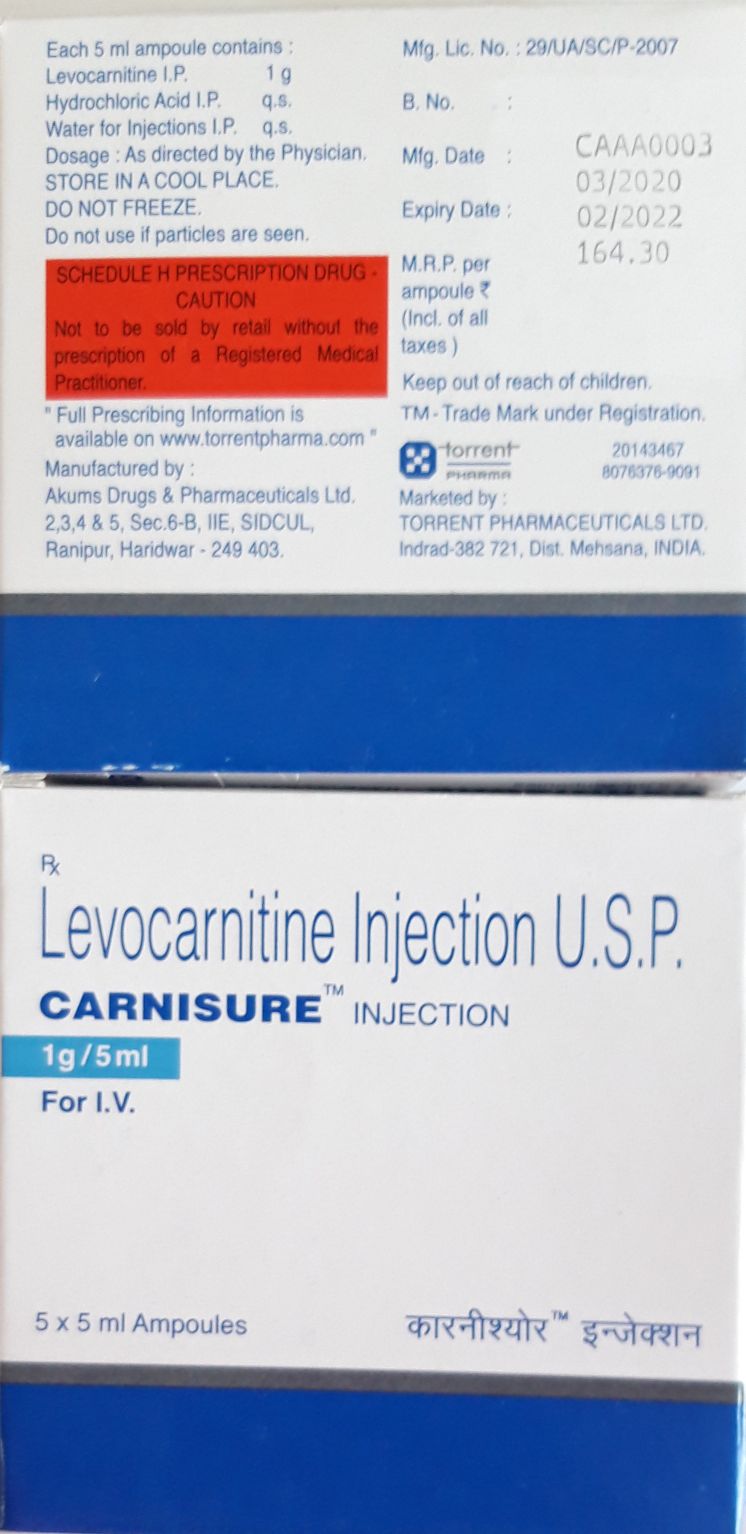 Each 5 ml ampoule contains :
Levocarnitine I.P. 1 g
Hydrochloric Acid I.P. q.s.
Water for Injections I.P. q.s.
Dosage : As directed by the Physician.
STORE IN A COOL PLACE.
DO NOT FREEZE.
Do not use if particles are seen.
SCHEDULE H PRESCRIPTION DRUG -
CAUTION
Not to be sold by retail without the
prescription of a Registered Medical
Practitioner.
" Full Prescribing Information is
available on www.torrentpharma.com "
Manufactured by :
Akums Drugs & Pharmaceuticals Ltd.
2,3,4 & 5, Sec.6-B, IIE, SIDCUL,
Ranipur, Haridwar - 249 403.
Mfg. Lic. No. : 29/UA/SC/P-2007
B. No. :
CAAA0003
Mfg. Date :
03/2020
Expiry Date :
02/2022
M.R.P. per
164.30
ampoule ₹
(Incl. of all
taxes )
Keep out of reach of children.
TM - Trade Mark under Registration.
torrent
PHARMA
20143467
8076376-9091
Marketed by :
TORRENT PHARMACEUTICALS LTD.
Indrad-382 721, Dist. Mehsana, INDIA.
Rx
Levocarnitine Injection U.S.P.
CARNISURE™ INJECTION
1g/5ml
For I.V.
5 x 5 ml Ampoules
कारनीश्योर™ इन्जेक्शन